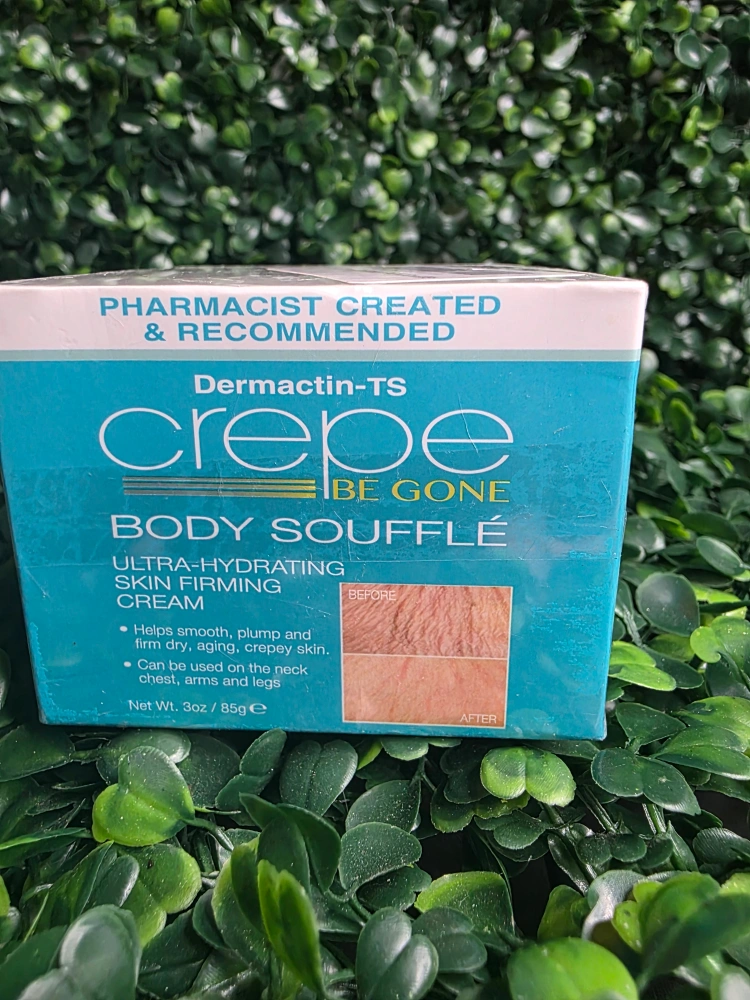 PHARMACIST CREATED
& RECOMMENDED
Dermactin-TS
crepe
BE GONE
BODY SOUFFLÉ
ULTRA-HYDRATING
SKIN FIRMING
CREAM
• Helps smooth, plump and
firm dry, aging, crepey skin.
• Can be used on the neck
chest, arms and legs
Net Wt. 3oz / 85g ℮
BEFORE
AFTER